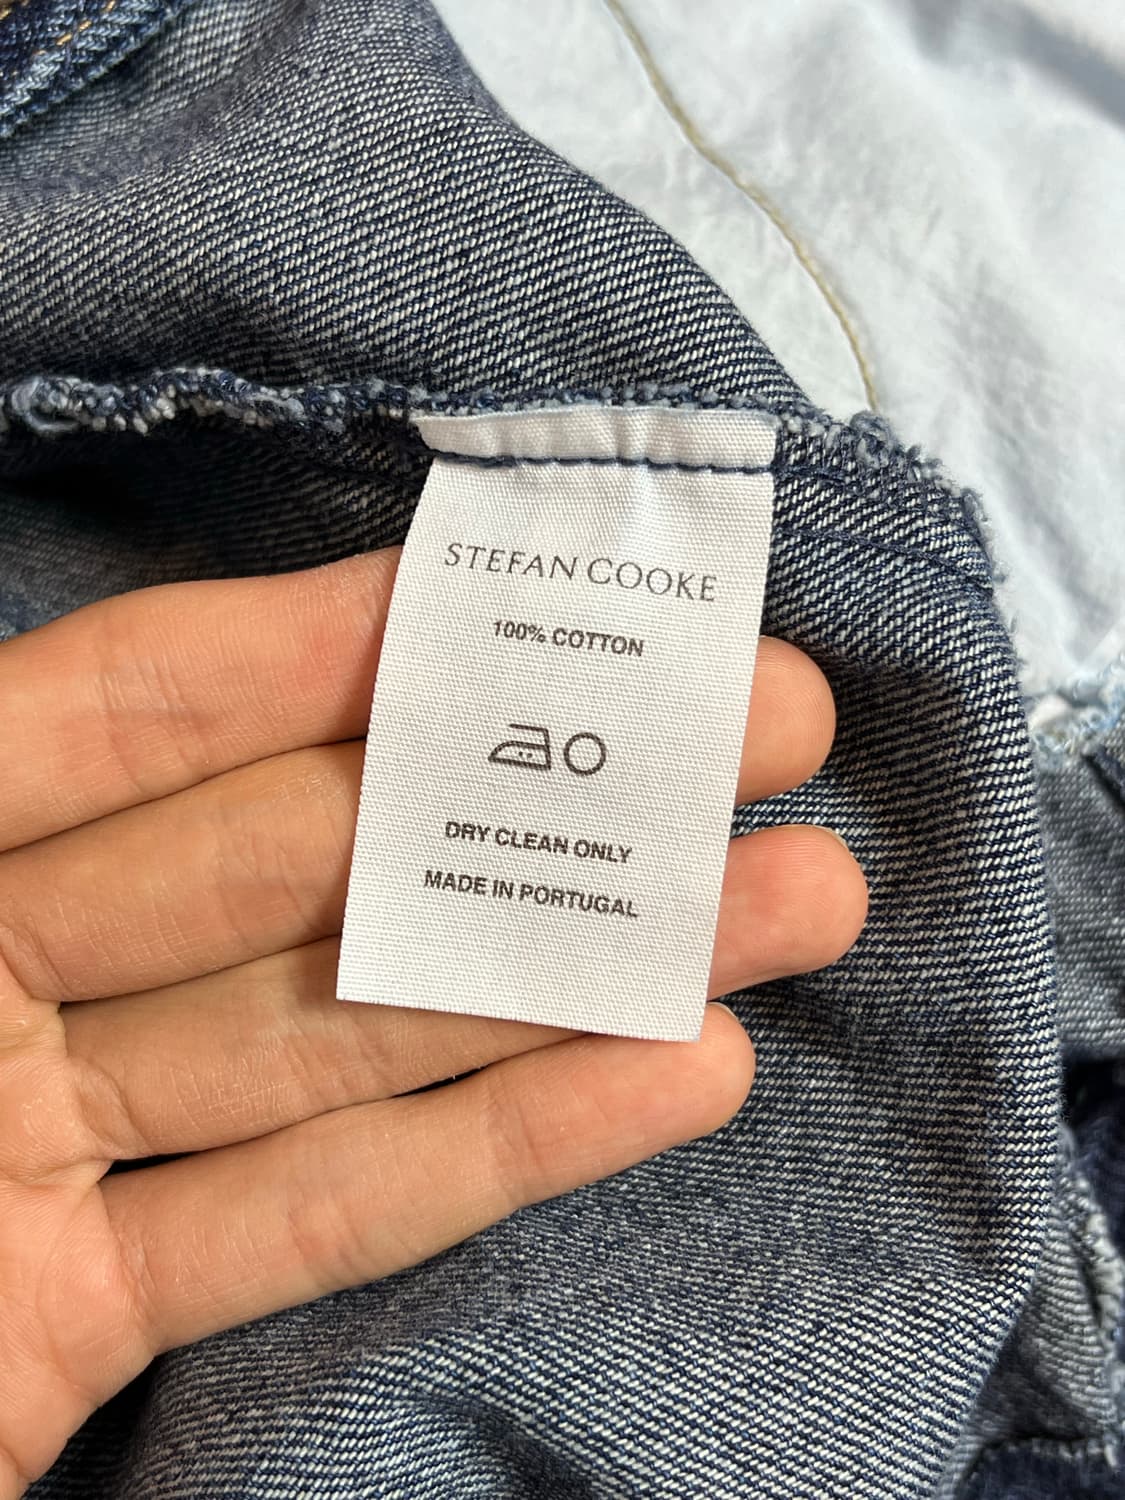 STEFAN COOKE
100% COTTON
DRY CLEAN ONLY
MADE IN PORTUGAL